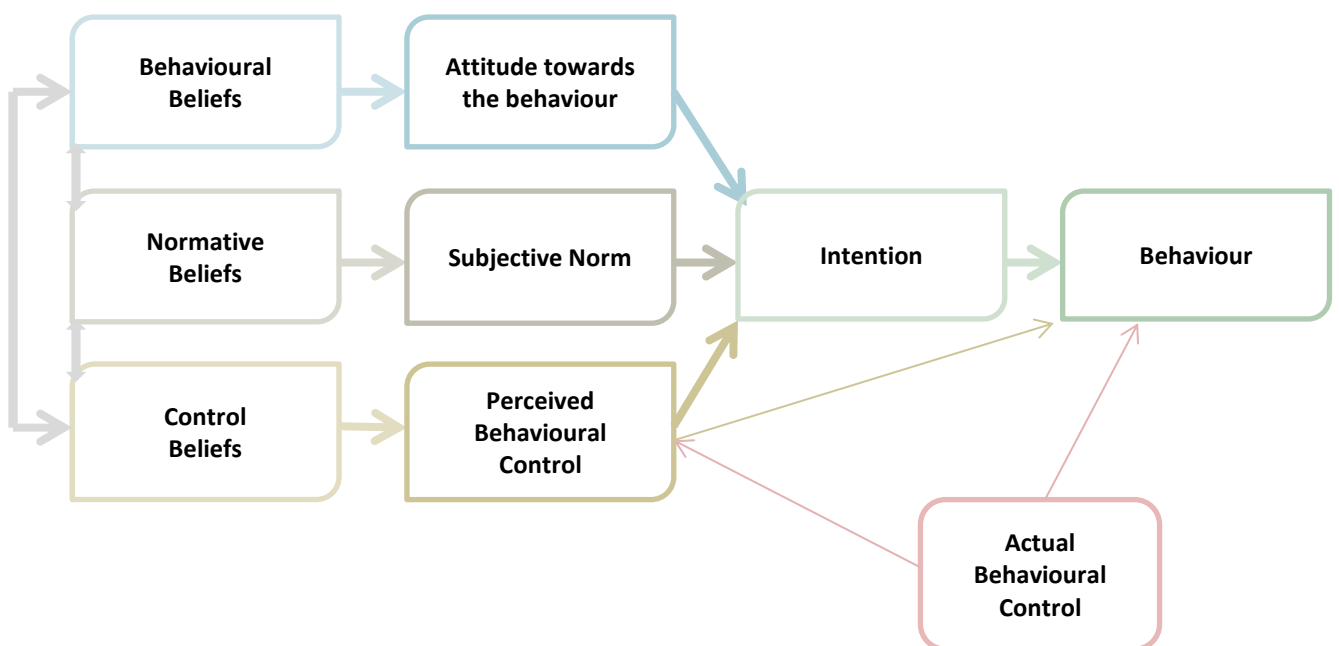 Behavioural
Beliefs
Attitude towards
the behaviour
Normative
Beliefs
Subjective Norm
Intention
Behaviour
Control
Beliefs
Perceived
Behavioural
Control
Actual
Behavioural
Control